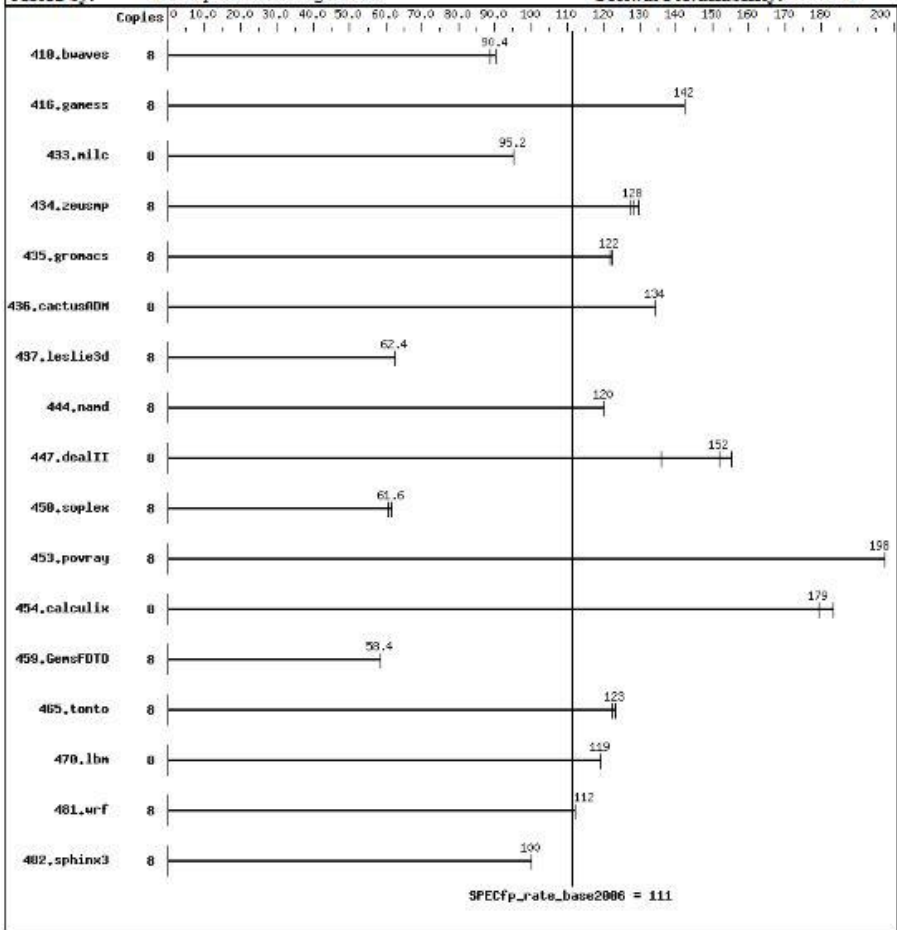 Copies 0 10.0 20.0 30.0 40.0 50.0 60.0 70.0 80.0 90.0 100 110 120 130 140 150 160 170 180 200
410.bwaves 8 90.4
416.gamess 8 142
433.milc 8 95.2
434.zeusmp 8 128
435.gromacs 8 122
436.cactusADM 8 134
437.leslie3d 8 62.4
444.namd 8 120
447.dealII 8 152
450.soplex 8 61.6
453.povray 8 198
454.calculix 8 179
459.GemsFDTD 8 58.4
465.tonto 8 123
470.lbm 8 119
481.wrf 8 112
482.sphinx3 8 100
SPECfp_rate_base2006 = 111